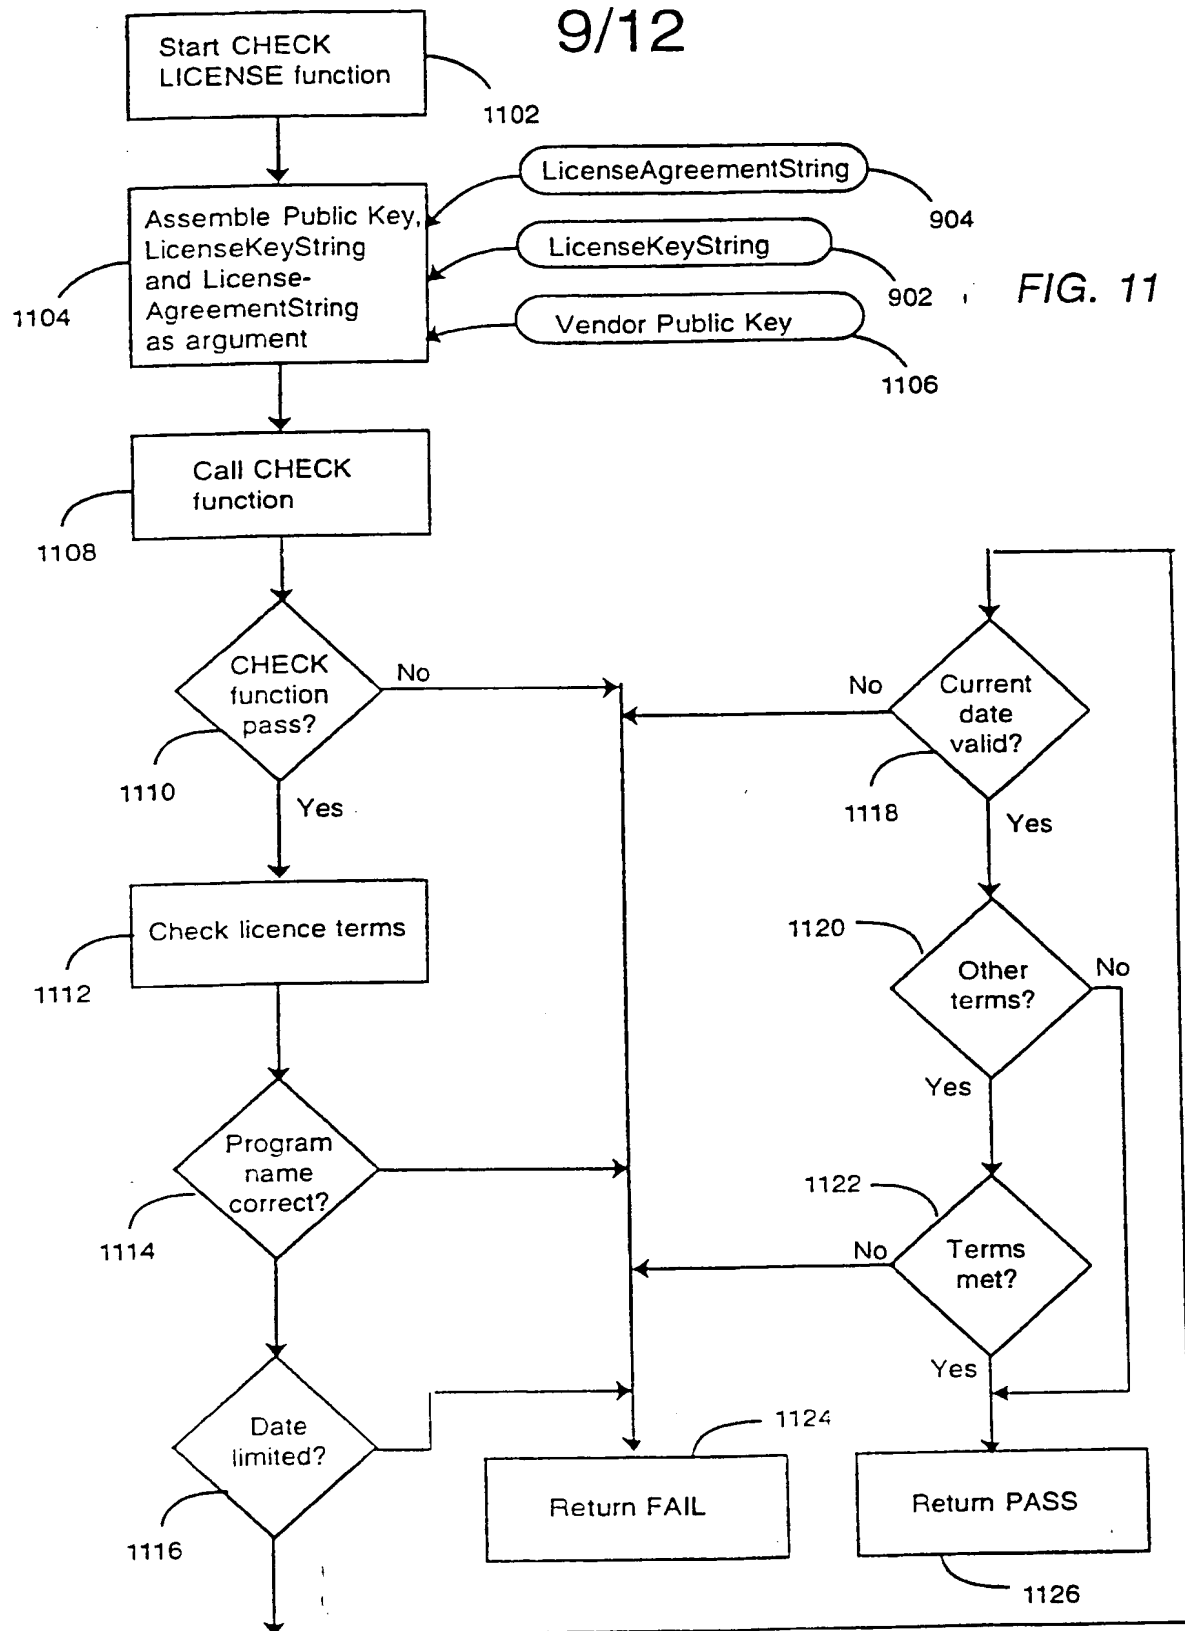 9/12
Start CHECK
LICENSE function
1102
LicenseAgreementString
904
Assemble Public Key,
LicenseKeyString
and License-
AgreementString
as argument
1104
LicenseKeyString
902
FIG. 11
Vendor Public Key
1106
Call CHECK
function
1108
CHECK
function
pass?
No
1110
Yes
No
Current
date
valid?
1118
Yes
Check licence terms
1112
1120
Other
terms?
No
Yes
Program
name
correct?
1114
1122
No
Terms
met?
Yes
Date
limited?
1116
1124
Return FAIL
Return PASS
1126